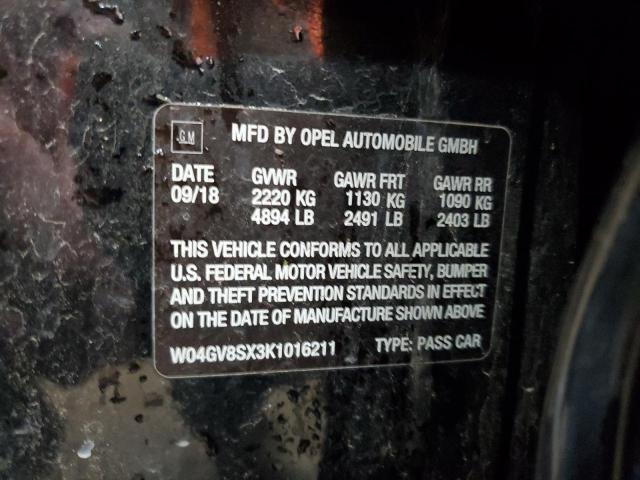 GM
MFD BY OPEL AUTOMOBILE GMBH
DATE GVWR GAWR FRT GAWR RR
09/18 2220 KG 1130 KG 1090 KG
4894 LB 2491 LB 2403 LB
THIS VEHICLE CONFORMS TO ALL APPLICABLE
U.S. FEDERAL MOTOR VEHICLE SAFETY, BUMPER
AND THEFT PREVENTION STANDARDS IN EFFECT
ON THE DATE OF MANUFACTURE SHOWN ABOVE
W04GV8SX3K1016211 TYPE: PASS CAR